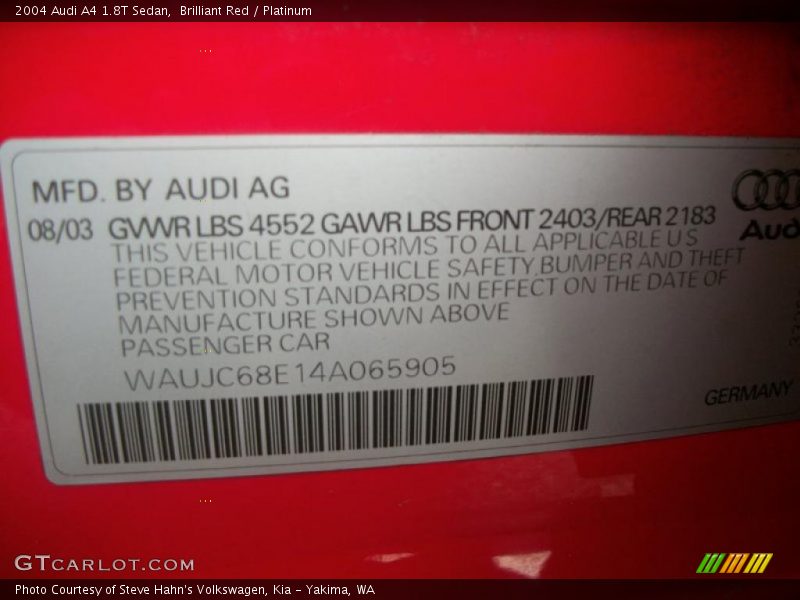 2004 Audi A4 1.8T Sedan,  Brilliant Red / Platinum
MFD. BY AUDI AG
08/03 GVWR LBS 4552 GAWR LBS FRONT 2403/REAR 2183
THIS VEHICLE CONFORMS TO ALL APPLICABLE U S
FEDERAL MOTOR VEHICLE SAFETY, BUMPER AND THEFT
PREVENTION STANDARDS IN EFFECT ON THE DATE OF
MANUFACTURE SHOWN ABOVE
PASSENGER CAR
WAUJC68E14A065905
Audi
GERMANY
GTCARLOT.COM
Photo Courtesy of Steve Hahn's Volkswagen, Kia – Yakima, WA